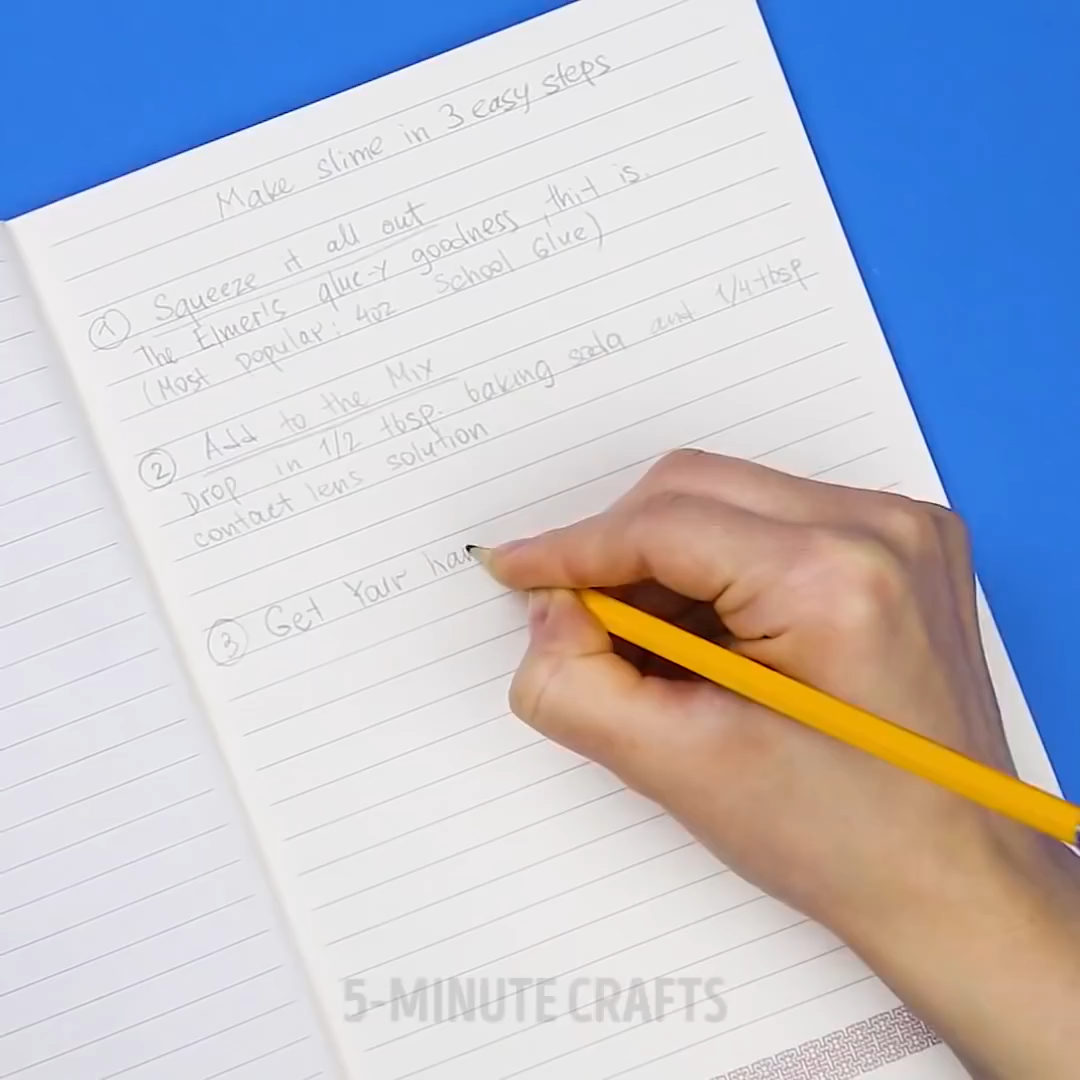 Make slime in 3 easy steps
① Squeeze it all out
The Elmer's glue-Y goodness, thit is.
(Most popular: 4oz School Glue)
② Add to the Mix
Drop in 1/2 tbsp. baking soda and 1/4 tbsp
contact lens solution
③ Get Your han
5-MINUTE CRAFTS